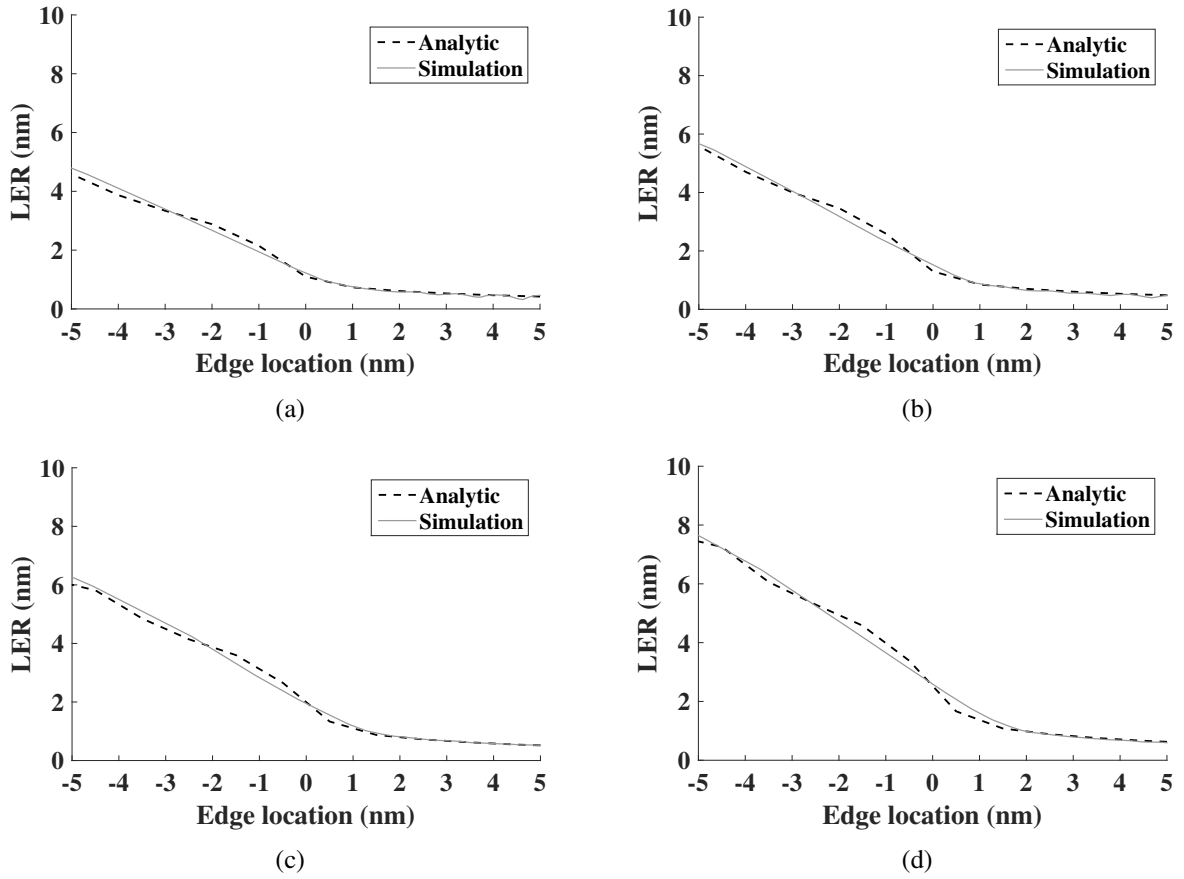 10
8
6
4
2
0
LER (nm)
Analytic
Simulation
-5 -4 -3 -2 -1 0 1 2 3 4 5
Edge location (nm)
(a)
10
8
6
4
2
0
LER (nm)
Analytic
Simulation
-5 -4 -3 -2 -1 0 1 2 3 4 5
Edge location (nm)
(b)
10
8
6
4
2
0
LER (nm)
Analytic
Simulation
-5 -4 -3 -2 -1 0 1 2 3 4 5
Edge location (nm)
(c)
10
8
6
4
2
0
LER (nm)
Analytic
Simulation
-5 -4 -3 -2 -1 0 1 2 3 4 5
Edge location (nm)
(d)